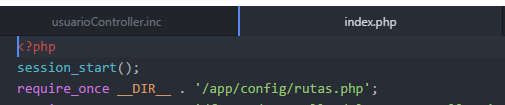 usuarioController.inc index.php
<?php
session_start();
require_once __DIR__ . '/app/config/rutas.php';